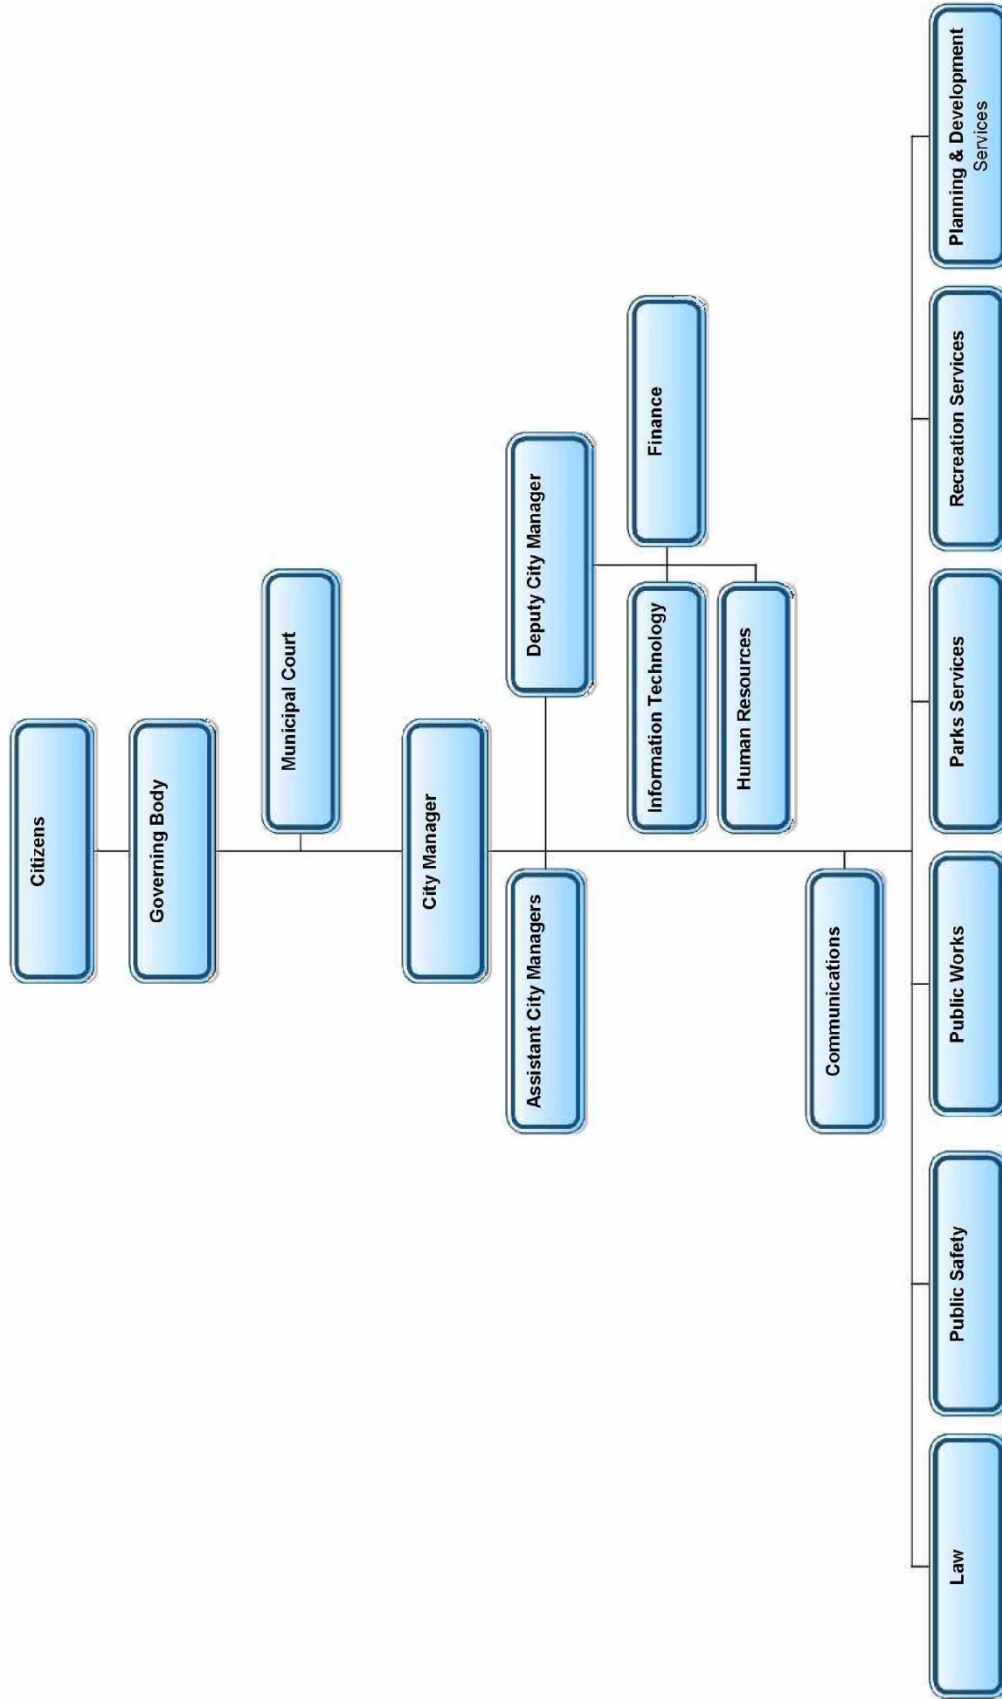 Citizens
Governing Body
Municipal Court
City Manager
Assistant City Managers
Deputy City Manager
Information Technology
Finance
Human Resources
Communications
Law
Public Safety
Public Works
Parks Services
Recreation Services
Planning & Development
Services